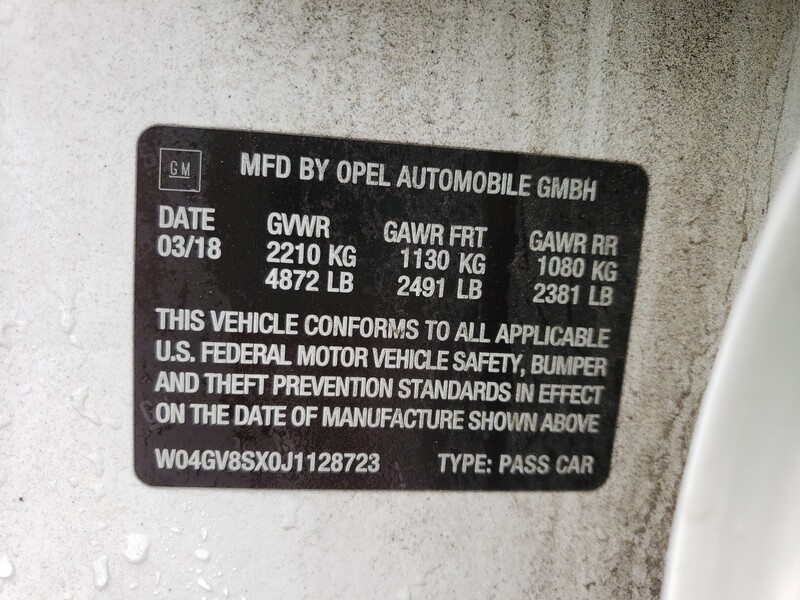 GM MFD BY OPEL AUTOMOBILE GMBH
DATE GVWR GAWR FRT GAWR RR
03/18 2210 KG 1130 KG 1080 KG
4872 LB 2491 LB 2381 LB
THIS VEHICLE CONFORMS TO ALL APPLICABLE
U.S. FEDERAL MOTOR VEHICLE SAFETY, BUMPER
AND THEFT PREVENTION STANDARDS IN EFFECT
ON THE DATE OF MANUFACTURE SHOWN ABOVE
W04GV8SX0J1128723 TYPE: PASS CAR